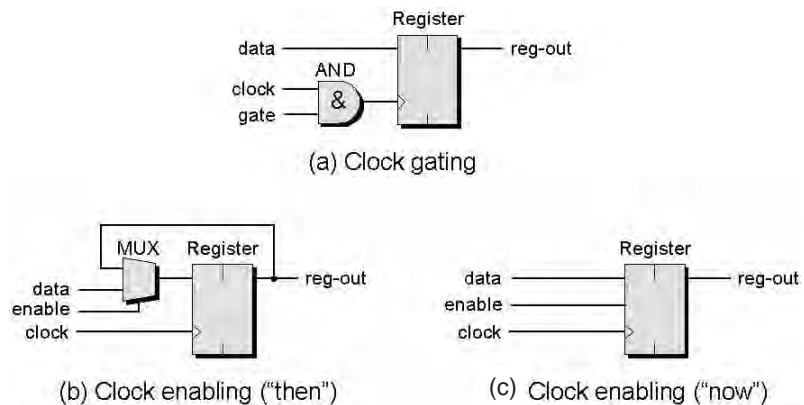 Register
data
reg-out
AND
clock
&
gate
(a) Clock gating
MUX
Register
data
reg-out
enable
clock
(b) Clock enabling (“then”)
Register
data
reg-out
enable
clock
(c) Clock enabling (“now”)